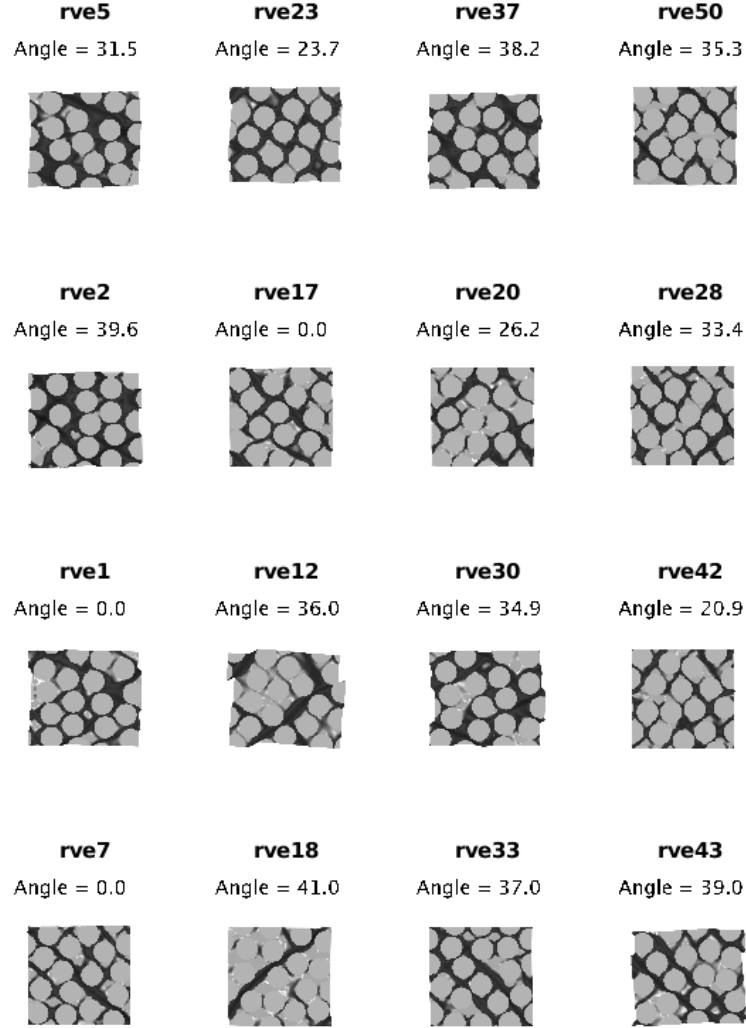 rve5 rve23 rve37 rve50
Angle = 31.5 Angle = 23.7 Angle = 38.2 Angle = 35.3
rve2 rve17 rve20 rve28
Angle = 39.6 Angle = 0.0 Angle = 26.2 Angle = 33.4
rve1 rve12 rve30 rve42
Angle = 0.0 Angle = 36.0 Angle = 34.9 Angle = 20.9
rve7 rve18 rve33 rve43
Angle = 0.0 Angle = 41.0 Angle = 37.0 Angle = 39.0